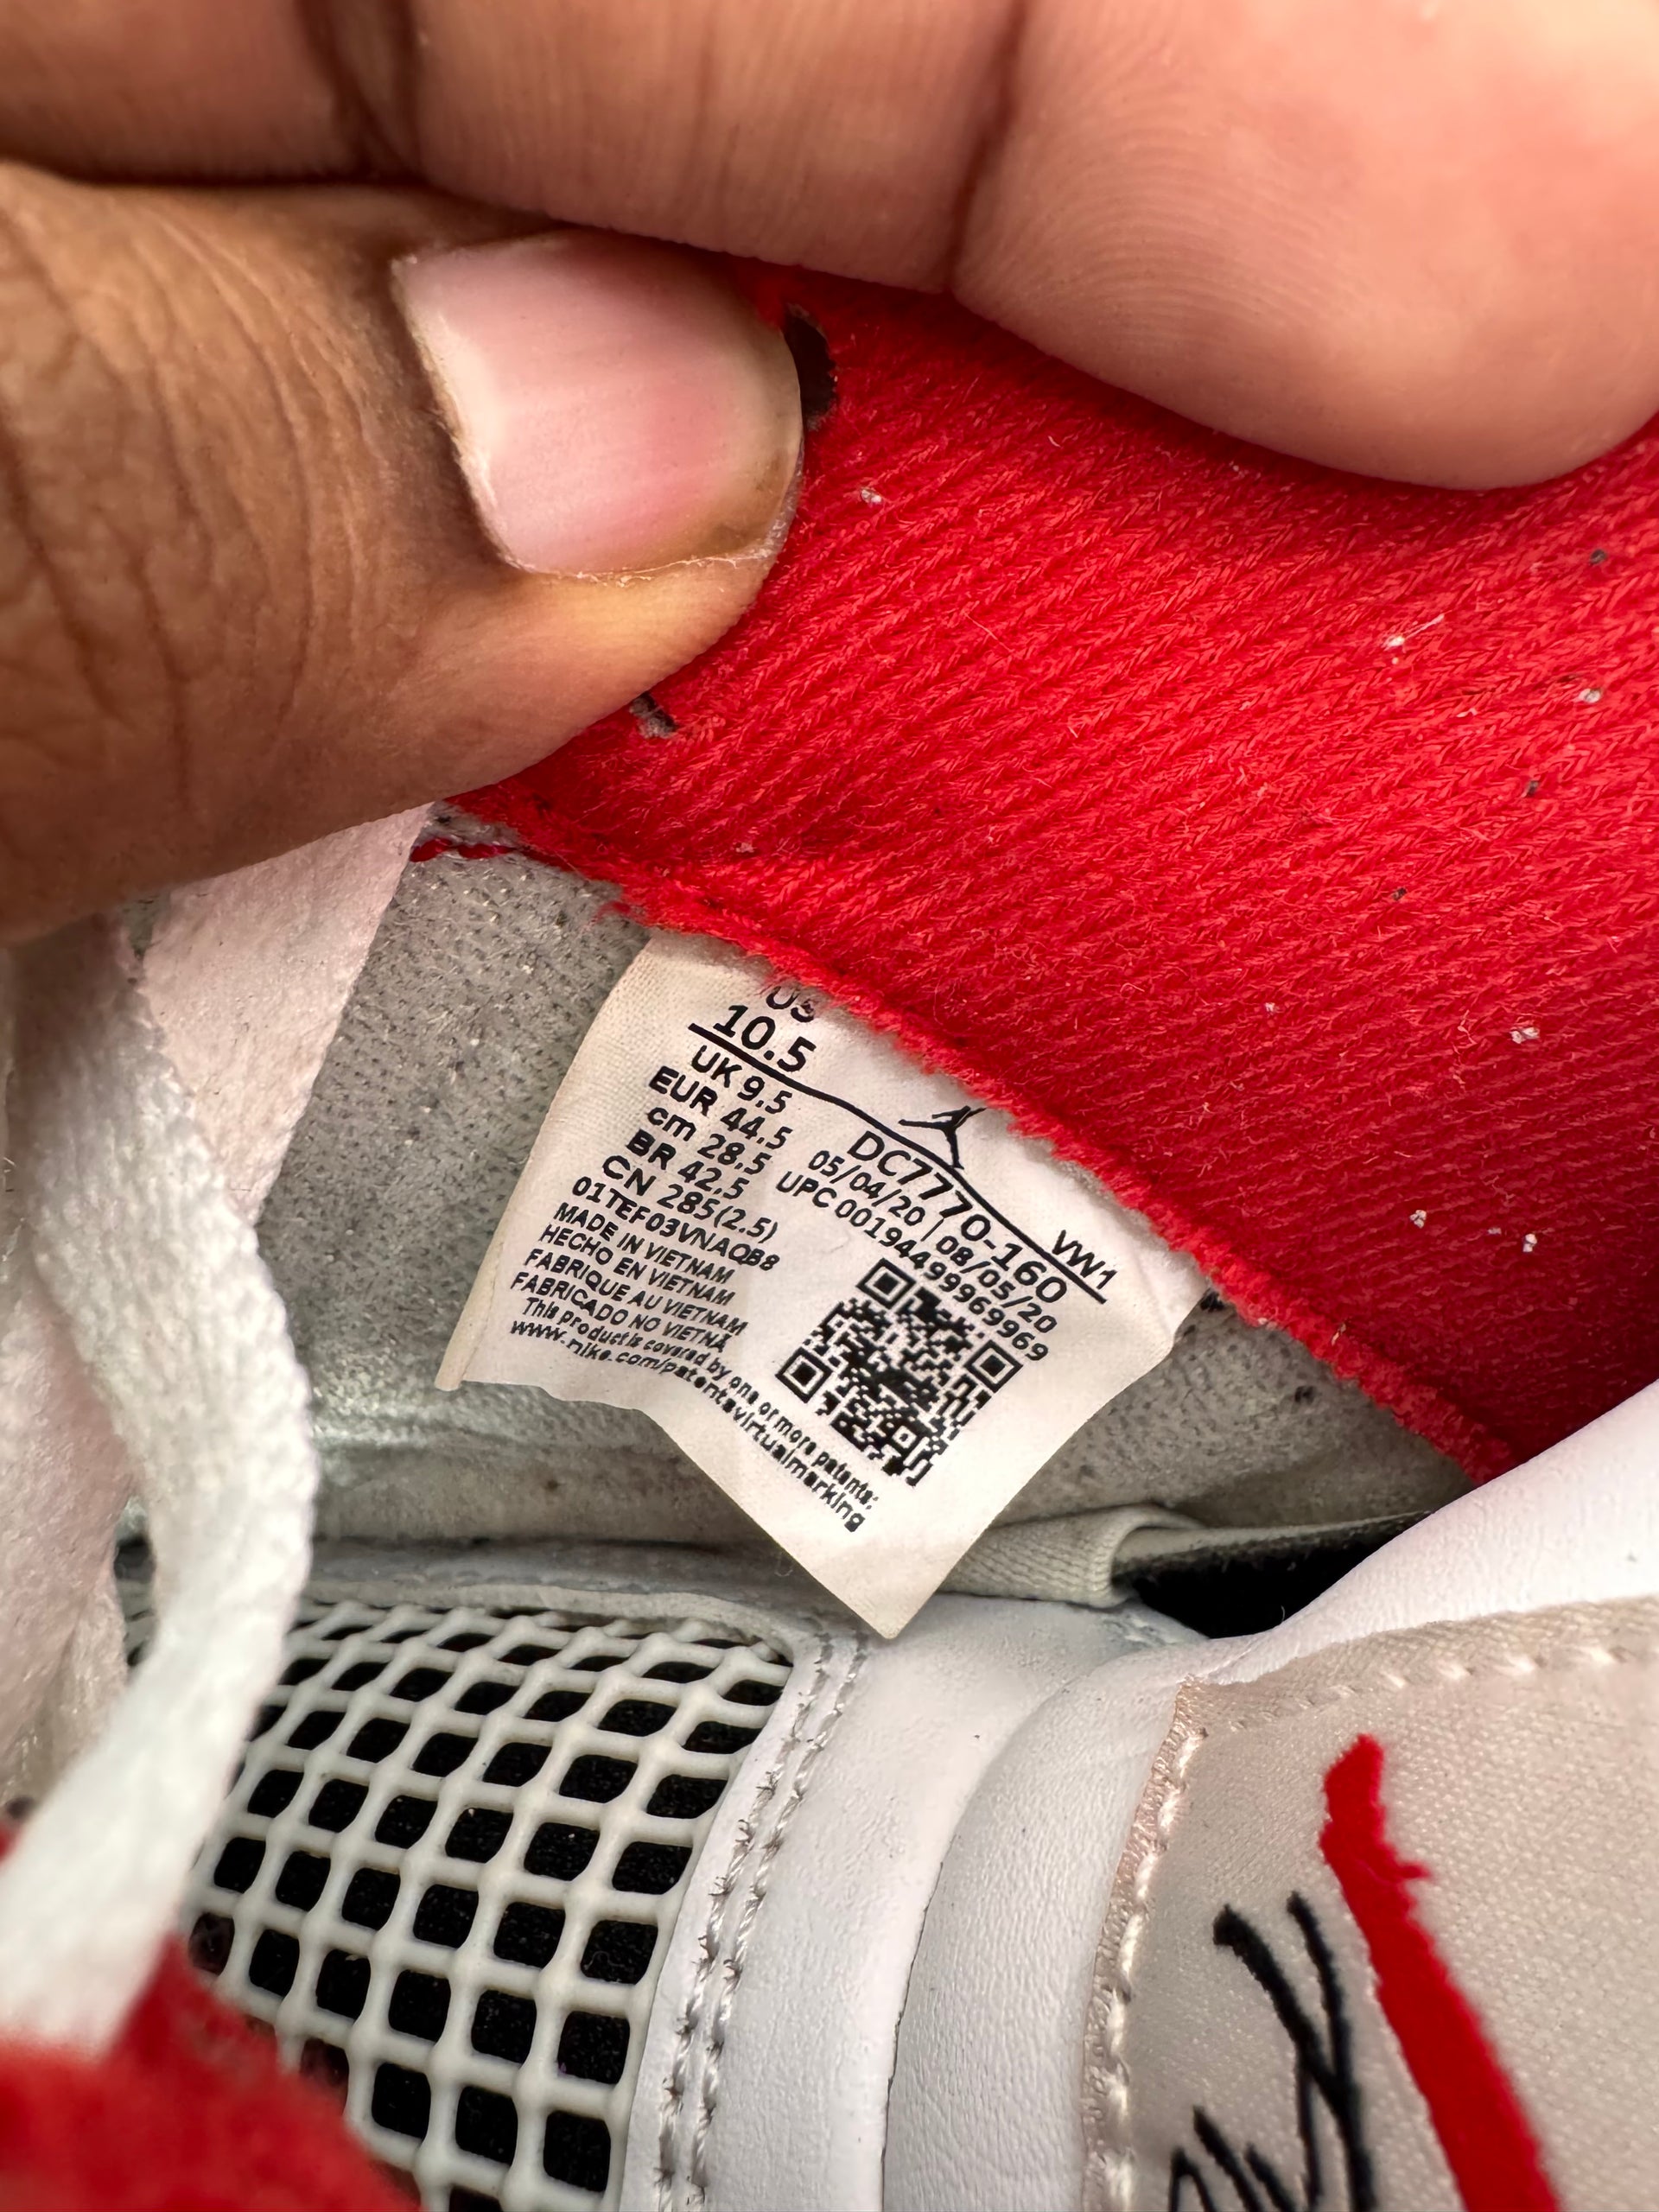 US
10.5
UK 9.5
EUR 44.5
cm 28.5
BR 42.5
CN 285(2.5)
01TEF03VNAOB8
MADE IN VIETNAM
HECHO EN VIETNAM
FABRIQUE AU VIETNAM
FABRICADO NO VIETNÃ
This product is covered by one or more patents:
www.nike.com/patentsvirtualmarking
VW1
DC7770-160
05/04/20 | 08/05/20
UPC 00194499969969